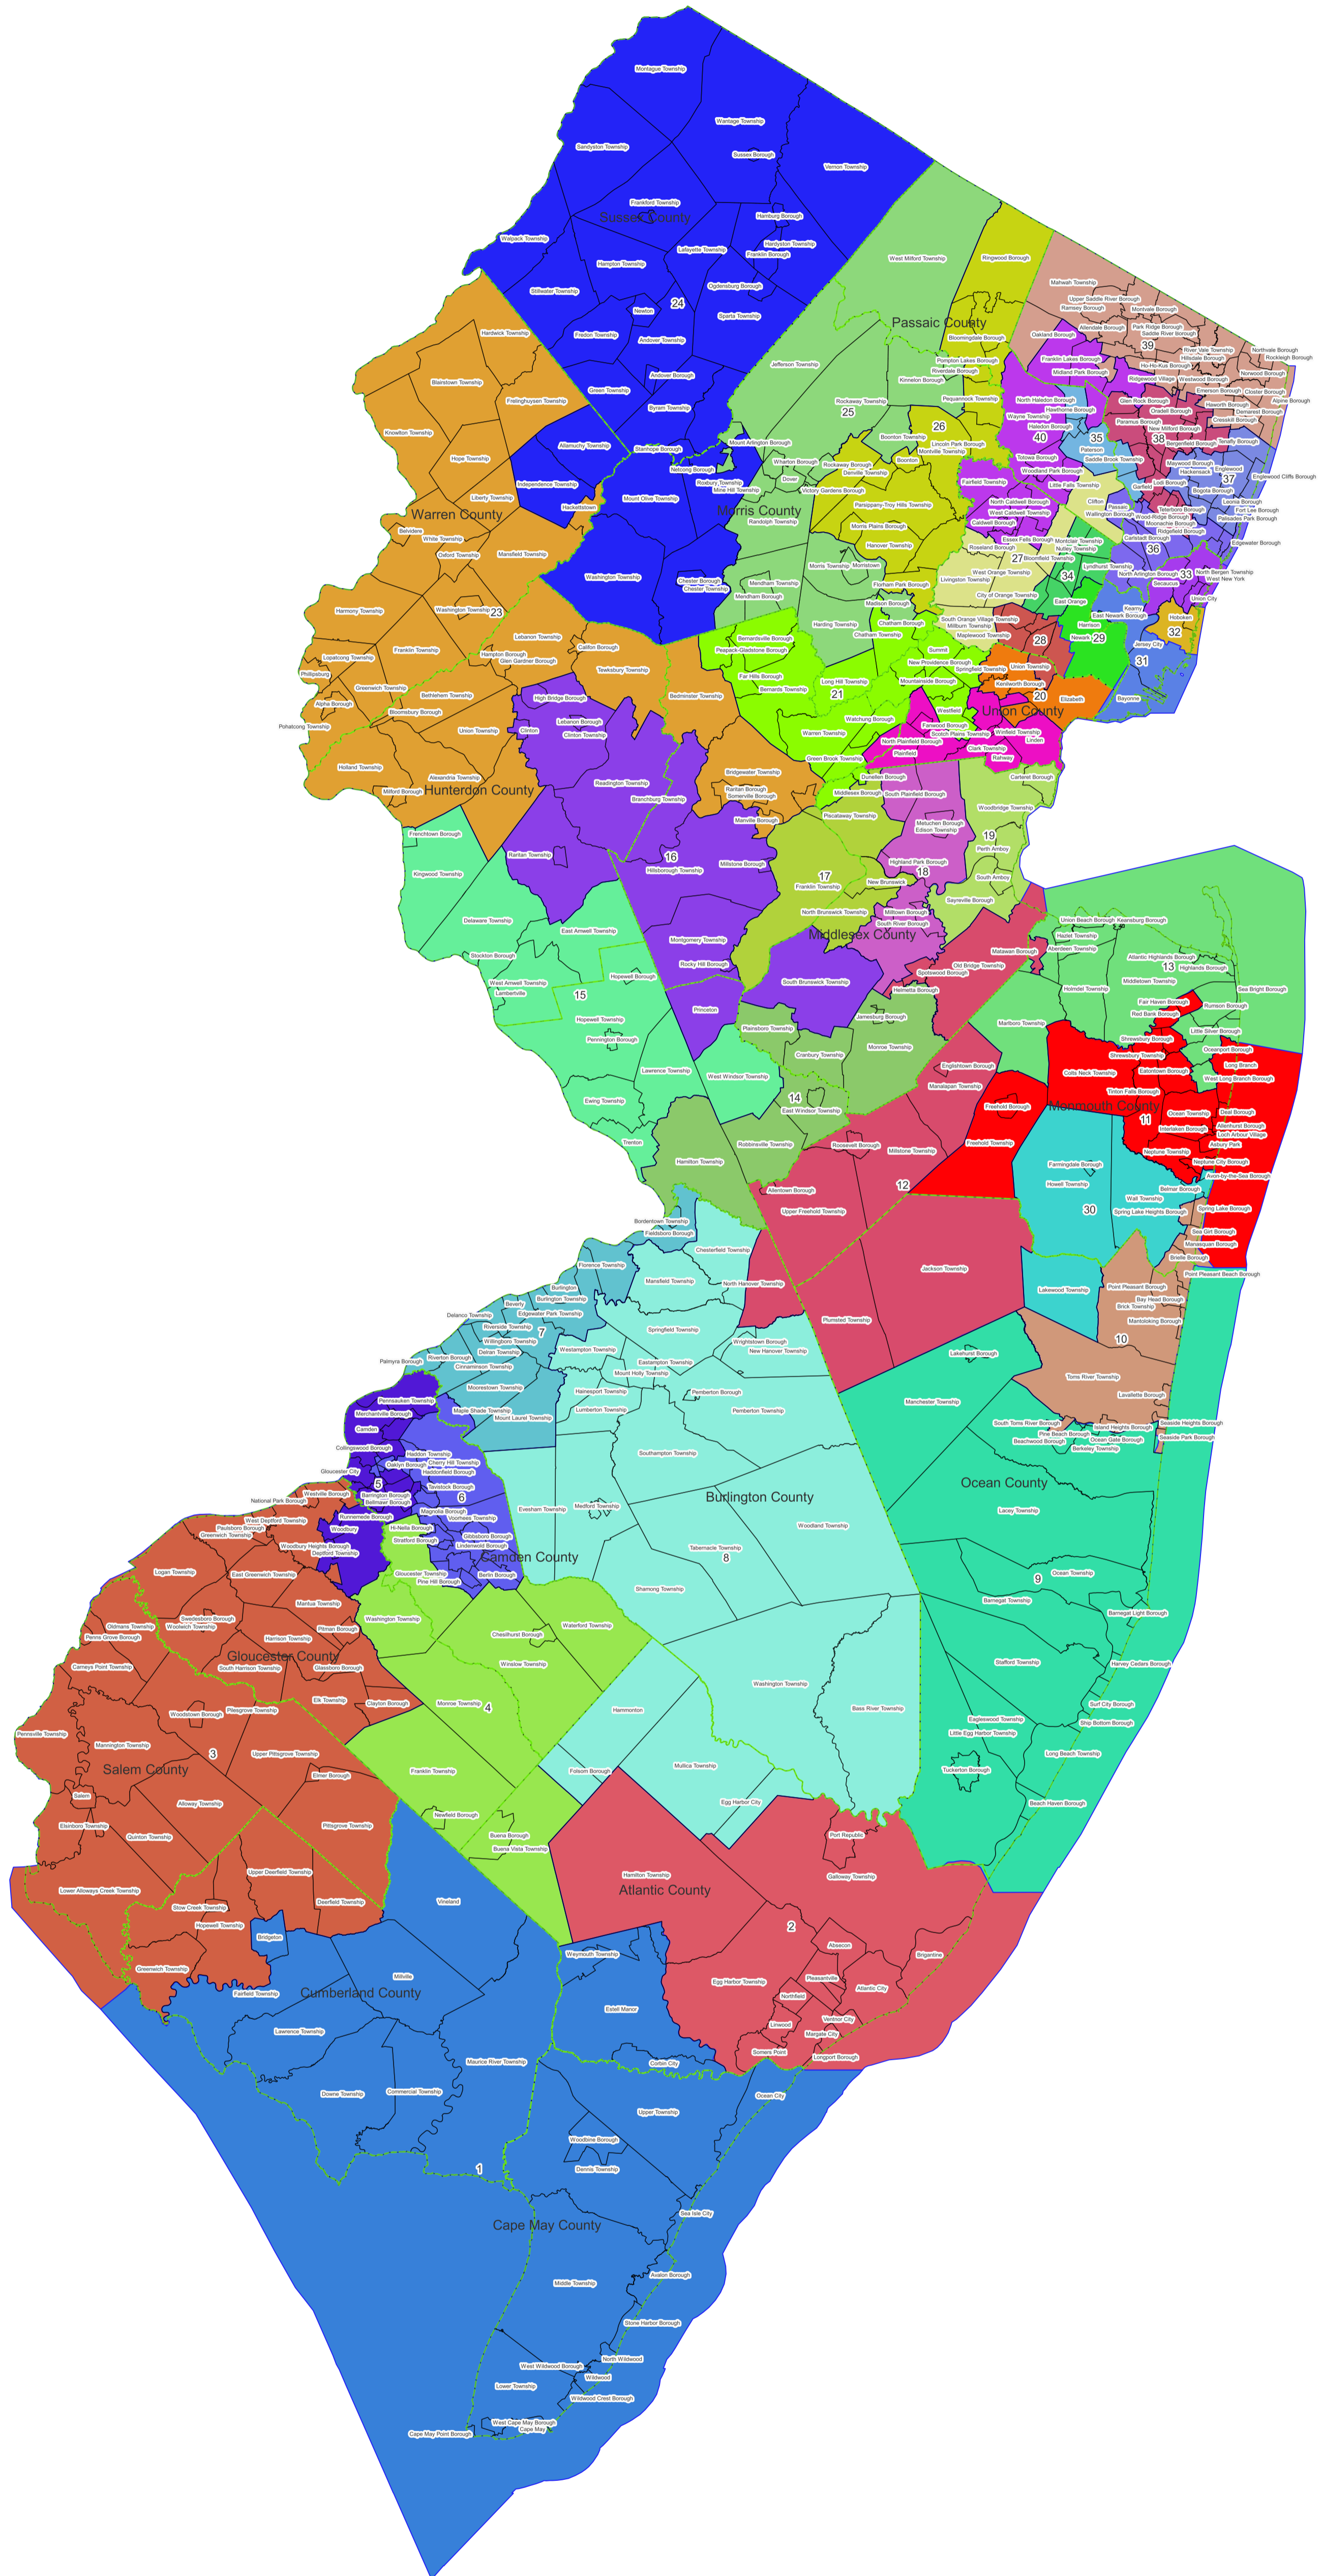 Montague Township
Wantage Township
Sandyston Township
Sussex Borough
Vernon Township
Frankford Township
Sussex County
Hamburg Borough
Walpack Township
Lafayette Township
Hardyston Township
Franklin Borough
Hampton Township
West Milford Township
Ringwood Borough
Stillwater Township
Ogdensburg Borough
24
Newton
Sparta Township
Fredon Township
Andover Township
Hardwick Township
Passaic County
Mahwah Township
Upper Saddle River Borough
Ramsey Borough
Montvale Borough
Allendale Borough
Park Ridge Borough
Saddle River Borough
Oakland Borough
39
River Vale Township
Northvale Borough
Rockleigh Borough
Hillsdale Borough
Franklin Lakes Borough
Ho-Ho-Kus Borough
Norwood Borough
Midland Park Borough
Ridgewood Village
Westwood Borough
Emerson Borough
Closter Borough
Alpine Borough
Bloomingdale Borough
Pompton Lakes Borough
Riverdale Borough
Kinnelon Borough
Jefferson Township
Andover Borough
Blairstown Township
Green Township
Frelinghuysen Township
Byram Township
Rockaway Township
25
Pequannock Township
North Haledon Borough
Glen Rock Borough
Haworth Borough
Demarest Borough
Hawthorne Borough
Oradell Borough
Cresskill Borough
Wayne Township
Paramus Borough
New Milford Borough
Haledon Borough
40
35
38
Bergenfield Borough
Tenafly Borough
Paterson
Saddle Brook Township
Totowa Borough
Maywood Borough
Hackensack
Englewood
Woodland Park Borough
37
Englewood Cliffs Borough
Lodi Borough
Little Falls Township
Garfield
Bogota Borough
Knowlton Township
Allamuchy Township
Stanhope Borough
Mount Arlington Borough
26
Boonton Township
Lincoln Park Borough
Montville Township
Hope Township
Netcong Borough
Wharton Borough
Rockaway Borough
Boonton
Denville Township
Roxbury Township
Mine Hill Township
Dover
Victory Gardens Borough
Fairfield Township
Independence Township
Liberty Township
Mount Olive Township
Hackettstown
Warren County
Morris County
Randolph Township
Parsippany-Troy Hills Township
North Caldwell Borough
West Caldwell Township
Caldwell Borough
Clifton
Passaic
Wallington Borough
Teterboro Borough
Leonia Borough
Fort Lee Borough
Wood-Ridge Borough
Moonachie Borough
Palisades Park Borough
Ridgefield Borough
Belvidere
White Township
Morris Plains Borough
Essex Fells Borough
Montclair Township
Carlstadt Borough
Edgewater Borough
Oxford Township
Mansfield Township
Hanover Township
Roseland Borough
27
Bloomfield Township
Nutley Township
36
Washington Township
Morris Township
Morristown
West Orange Township
Lyndhurst Township
Livingston Township
34
North Arlington Borough
33
North Bergen Township
West New York
Secaucus
Chester Borough
Chester Township
Mendham Township
Mendham Borough
Florham Park Borough
City of Orange Township
East Orange
Kearny
East Newark Borough
Union City
Harmony Township
Washington Township
23
Madison Borough
Chatham Borough
Harrison
Hoboken
Harding Township
South Orange Village Township
Millburn Township
Maplewood Township
28
Newark
29
32
Lebanon Township
Chatham Township
Jersey City
31
Franklin Township
Califon Borough
Bernardsville Borough
Peapack-Gladstone Borough
Summit
Lopatcong Township
Hampton Borough
Glen Gardner Borough
Tewksbury Township
New Providence Borough
Union Township
Springfield Township
Phillipsburg
Far Hills Borough
Long Hill Township
Mountainside Borough
Kenilworth Borough
Greenwich Township
Bethlehem Township
High Bridge Borough
Bedminster Township
Bernards Township
21
20
Elizabeth
Bayonne
Alpha Borough
Bloomsbury Borough
Westfield
Union County
Pohatcong Township
Lebanon Borough
Watchung Borough
Fanwood Borough
Scotch Plains Township
Winfield Township
Linden
Union Township
Clinton
Clinton Township
Warren Township
North Plainfield Borough
Plainfield
Clark Township
Rahway
Holland Township
Alexandria Township
Readington Township
Bridgewater Township
Green Brook Township
Dunellen Borough
Carteret Borough
Milford Borough
Hunterdon County
Branchburg Township
Raritan Borough
Somerville Borough
Middlesex Borough
South Plainfield Borough
Woodbridge Township
Manville Borough
Piscataway Township
Metuchen Borough
Edison Township
19
Frenchtown Borough
Raritan Township
16
Hillsborough Township
Millstone Borough
Highland Park Borough
18
Perth Amboy
Kingwood Township
17
Franklin Township
New Brunswick
South Amboy
Sayreville Borough
Delaware Township
East Amwell Township
North Brunswick Township
Milltown Borough
South River Borough
Union Beach Borough
Keansburg Borough
Middlesex County
Hazlet Township
Montgomery Township
Matawan Borough
Aberdeen Township
Stockton Borough
Rocky Hill Borough
Old Bridge Township
Atlantic Highlands Borough
13
Highlands Borough
Spotswood Borough
West Amwell Township
Hopewell Borough
South Brunswick Township
Helmetta Borough
Holmdel Township
Middletown Township
Sea Bright Borough
Lambertville
15
Princeton
Fair Haven Borough
Rumson Borough
Hopewell Township
Jamesburg Borough
Red Bank Borough
Plainsboro Township
Marlboro Township
Little Silver Borough
Pennington Borough
Monroe Township
Shrewsbury Borough
Oceanport Borough
Cranbury Township
Shrewsbury Township
Long Branch
Lawrence Township
West Windsor Township
Englishtown Borough
Colts Neck Township
Eatontown Borough
West Long Branch Borough
Manalapan Township
Tinton Falls Borough
14
Ewing Township
East Windsor Township
Freehold Borough
Monmouth County
Ocean Township
Deal Borough
11
Allenhurst Borough
Interlaken Borough
Loch Arbour Village
Trenton
Robbinsville Township
Roosevelt Borough
Millstone Township
Freehold Township
Asbury Park
Neptune Township
Hamilton Township
Farmingdale Borough
Neptune City Borough
Howell Township
Avon-by-the-Sea Borough
Allentown Borough
12
Belmar Borough
Wall Township
Upper Freehold Township
30
Spring Lake Heights Borough
Spring Lake Borough
Bordentown Township
Fieldsboro Borough
Sea Girt Borough
Chesterfield Township
Manasquan Borough
Brielle Borough
Florence Township
Mansfield Township
North Hanover Township
Jackson Township
Point Pleasant Beach Borough
Burlington
Lakewood Township
Point Pleasant Borough
Burlington Township
Beverly
Bay Head Borough
Delanco Township
Edgewater Park Township
Brick Township
Riverside Township
7
Springfield Township
Plumsted Township
Mantoloking Borough
Willingboro Township
Delran Township
Westampton Township
Wrightstown Borough
New Hanover Township
10
Palmyra Borough
Riverton Borough
Cinnaminson Township
Eastampton Township
Mount Holly Township
Lakehurst Borough
Toms River Township
Moorestown Township
Hainesport Township
Pemberton Borough
Lavallette Borough
Pennsauken Township
Merchantville Borough
Maple Shade Township
Mount Laurel Township
Lumberton Township
Pemberton Township
Manchester Township
Camden
South Toms River Borough
Island Heights Borough
Seaside Heights Borough
Pine Beach Borough
Beachwood Borough
Ocean Gate Borough
Seaside Park Borough
Berkeley Township
Collingswood Borough
Haddon Township
Southampton Township
Oaklyn Borough
Cherry Hill Township
Gloucester City
Haddonfield Borough
Ocean County
5
Tavistock Borough
Westville Borough
Barrington Borough
Bellmawr Borough
6
Burlington County
National Park Borough
Runnemede Borough
Magnolia Borough
Voorhees Township
Evesham Township
Medford Township
Lacey Township
West Deptford Township
Paulsboro Borough
Greenwich Township
Woodbury
Hi-Nella Borough
Stratford Borough
Gibbsboro Borough
Lindenwold Borough
Woodland Township
Woodbury Heights Borough
Deptford Township
Camden County
Tabernacle Township
8
Logan Township
East Greenwich Township
Gloucester Township
Pine Hill Borough
Berlin Borough
Shamong Township
9
Ocean Township
Mantua Township
Barnegat Township
Barnegat Light Borough
Swedesboro Borough
Woolwich Township
Oldmans Township
Washington Township
Waterford Township
Penns Grove Borough
Pitman Borough
Chesilhurst Borough
Harrison Township
Gloucester County
Winslow Township
Stafford Township
Harvey Cedars Borough
Carneys Point Township
South Harrison Township
Glassboro Borough
Washington Township
Elk Township
Clayton Borough
Monroe Township
4
Hammonton
Bass River Township
Surf City Borough
Woodstown Borough
Pilesgrove Township
Eagleswood Township
Ship Bottom Borough
Pennsville Township
Mannington Township
3
Upper Pittsgrove Township
Little Egg Harbor Township
Long Beach Township
Salem County
Elmer Borough
Franklin Township
Folsom Borough
Mullica Township
Tuckerton Borough
Salem
Alloway Township
Egg Harbor City
Beach Haven Borough
Elsinboro Township
Quinton Township
Pittsgrove Township
Newfield Borough
Buena Borough
Port Republic
Buena Vista Township
Upper Deerfield Township
Hamilton Township
Galloway Township
Lower Alloways Creek Township
Atlantic County
Stow Creek Township
Deerfield Township
Vineland
Hopewell Township
2
Bridgeton
Absecon
Weymouth Township
Brigantine
Greenwich Township
Millville
Egg Harbor Township
Pleasantville
Atlantic City
Fairfield Township
Cumberland County
Northfield
Estell Manor
Ventnor City
Lawrence Township
Linwood
Margate City
Somers Point
Longport Borough
Maurice River Township
Corbin City
Downe Township
Commercial Township
Ocean City
Upper Township
Woodbine Borough
1
Dennis Township
Sea Isle City
Cape May County
Middle Township
Avalon Borough
Stone Harbor Borough
North Wildwood
West Wildwood Borough
Wildwood
Lower Township
Wildwood Crest Borough
West Cape May Borough
Cape May
Cape May Point Borough